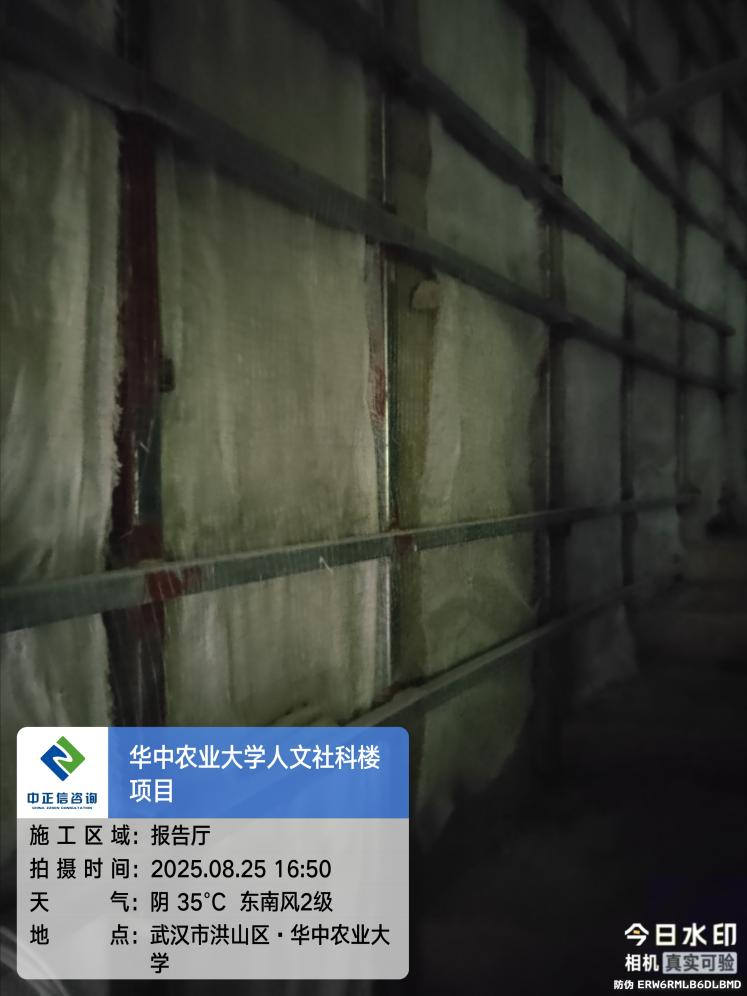 华中农业大学人文社科楼
项目
中正信咨询
施工区域：报告厅
拍摄时间：2025.08.25 16:50
天气：阴 35°C 东南风2级
地点：武汉市洪山区·华中农业大
学
今日水印
相机 真实可验
防伪 ERW6RMLB6DLBMD